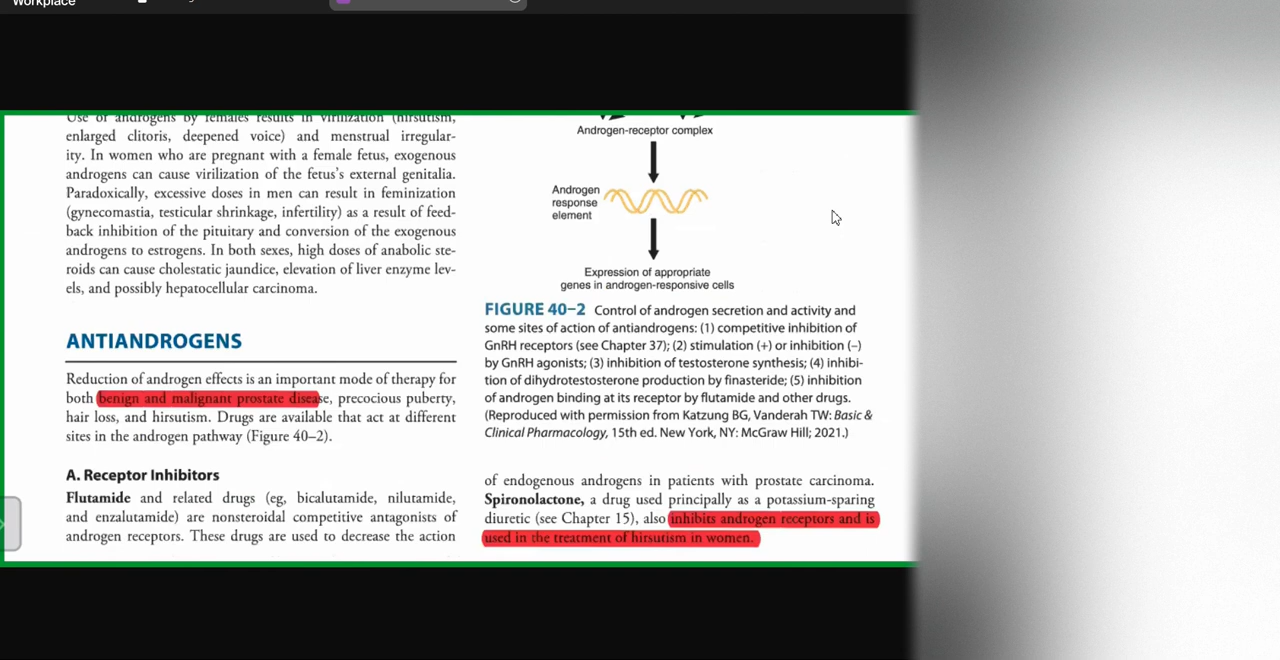 Workplace
Use of androgens by females results in virilization (hirsutism,
enlarged clitoris, deepened voice) and menstrual irregular-
ity. In women who are pregnant with a female fetus, exogenous
androgens can cause virilization of the fetus's external genitalia.
Paradoxically, excessive doses in men can result in feminization
(gynecomastia, testicular shrinkage, infertility) as a result of feed-
back inhibition of the pituitary and conversion of the exogenous
androgens to estrogens. In both sexes, high doses of anabolic ste-
roids can cause cholestatic jaundice, elevation of liver enzyme lev-
els, and possibly hepatocellular carcinoma.
ANTIANDROGENS
Reduction of androgen effects is an important mode of therapy for
both benign and malignant prostate disease, precocious puberty,
hair loss, and hirsutism. Drugs are available that act at different
sites in the androgen pathway (Figure 40–2).
A. Receptor Inhibitors
Flutamide and related drugs (eg, bicalutamide, nilutamide,
and enzalutamide) are nonsteroidal competitive antagonists of
androgen receptors. These drugs are used to decrease the action
Androgen-receptor complex
Androgen
response
element
Expression of appropriate
genes in androgen-responsive cells
FIGURE 40–2 Control of androgen secretion and activity and
some sites of action of antiandrogens: (1) competitive inhibition of
GnRH receptors (see Chapter 37); (2) stimulation (+) or inhibition (–)
by GnRH agonists; (3) inhibition of testosterone synthesis; (4) inhibi-
tion of dihydrotestosterone production by finasteride; (5) inhibition
of androgen binding at its receptor by flutamide and other drugs.
(Reproduced with permission from Katzung BG, Vanderah TW: Basic &
Clinical Pharmacology, 15th ed. New York, NY: McGraw Hill; 2021.)
of endogenous androgens in patients with prostate carcinoma.
Spironolactone, a drug used principally as a potassium-sparing
diuretic (see Chapter 15), also inhibits androgen receptors and is
used in the treatment of hirsutism in women.